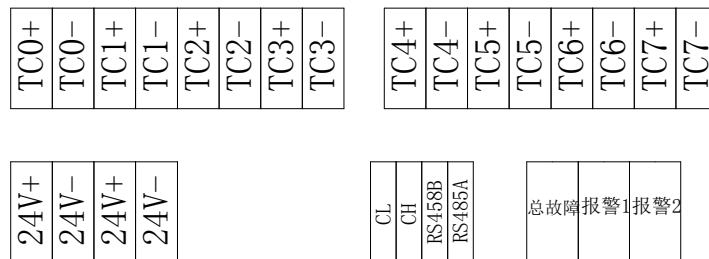 TC0+ TC0- TC1+ TC1- TC2+ TC2- TC3+ TC3- TC4+ TC4- TC5+ TC5- TC6+ TC6- TC7+ TC7-
24V+ 24V- 24V+ 24V- CL CH RS458B RS485A 总故障 报警1 报警2